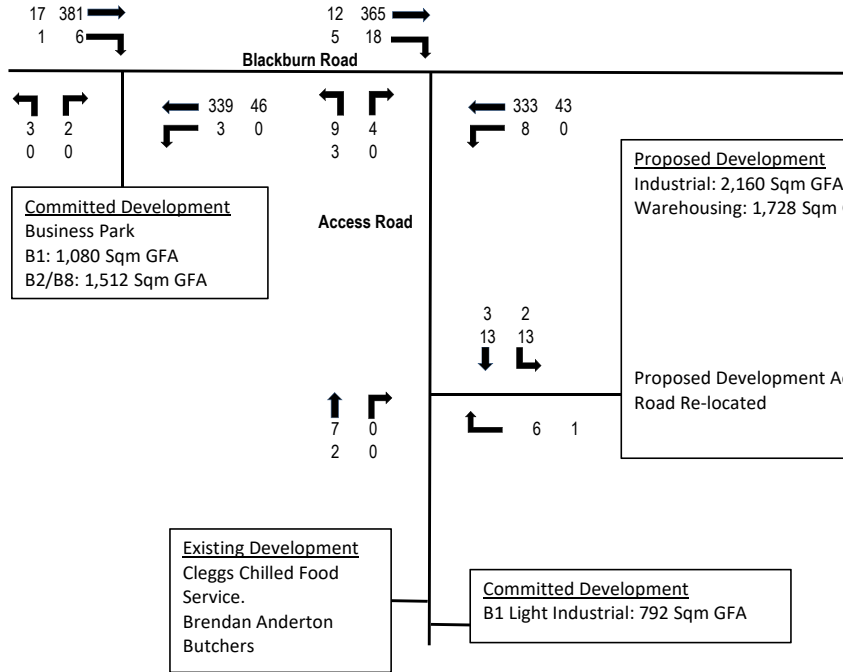 17 381
1 6
12 365
5 18
Blackburn Road
3 2
0 0
339 46
3 0
9 4
3 0
333 43
8 0
Committed Development
Business Park
B1: 1,080 Sqm GFA
B2/B8: 1,512 Sqm GFA
Access Road
Proposed Development
Industrial: 2,160 Sqm GFA
Warehousing: 1,728 Sqm
3 2
13 13
Proposed Development
Road Re-located
7 0
2 0
6 1
Existing Development
Cleggs Chilled Food
Service.
Brendan Anderton
Butchers
Committed Development
B1 Light Industrial: 792 Sqm GFA